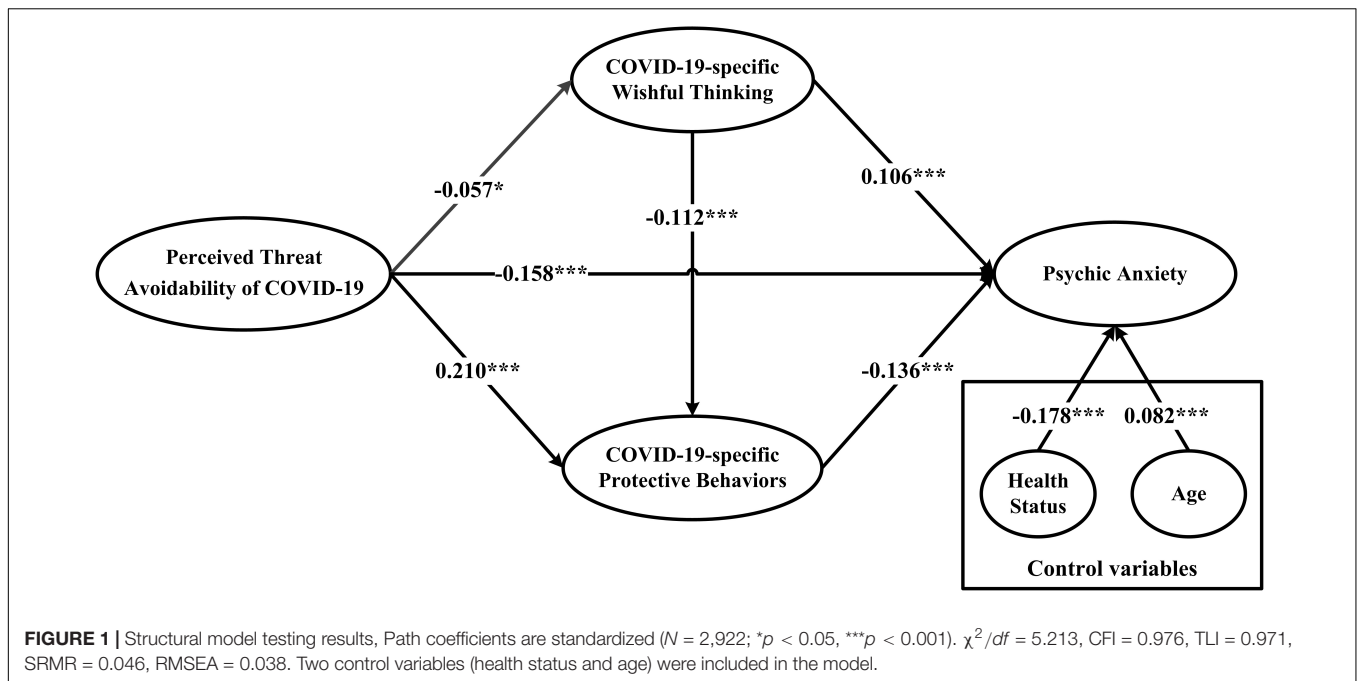 COVID-19-specific
Wishful Thinking
-0.057*
0.106***
-0.112***
Perceived Threat
Avoidability of COVID-19
-0.158***
Psychic Anxiety
0.210***
-0.136***
COVID-19-specific
Protective Behaviors
-0.178***
0.082***
Health
Status
Age
Control variables
FIGURE 1 | Structural model testing results, Path coefficients are standardized (N = 2,922; *p < 0.05, ***p < 0.001). χ²/df = 5.213, CFI = 0.976, TLI = 0.971,
SRMR = 0.046, RMSEA = 0.038. Two control variables (health status and age) were included in the model.